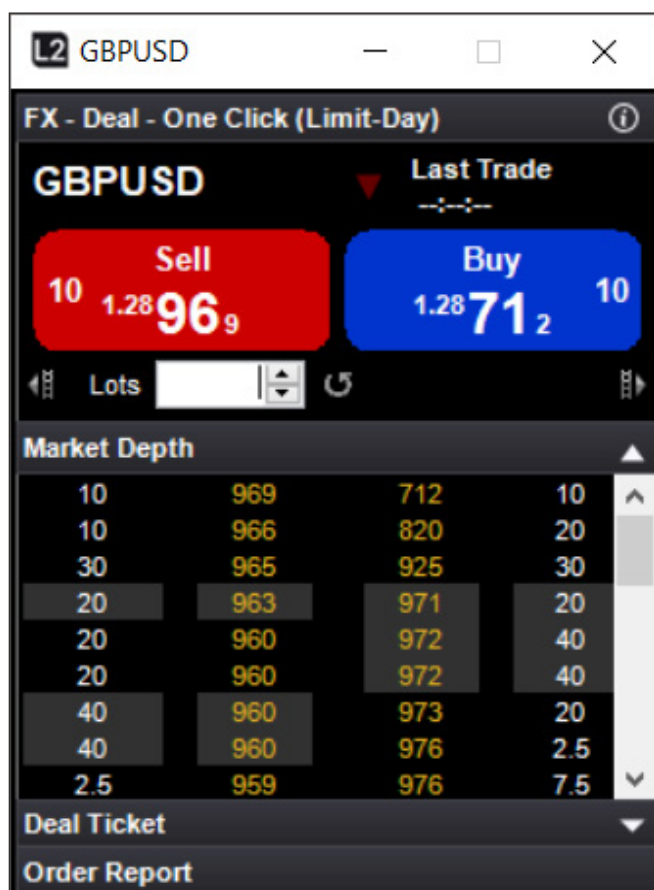 L2 GBPUSD
FX - Deal - One Click (Limit-Day)
GBPUSD Last Trade
--:--:--
Sell Buy
10 1.28969 1.28712 10
Lots
Market Depth
10 969 712 10
10 966 820 20
30 965 925 30
20 963 971 20
20 960 972 40
20 960 972 40
40 960 973 20
40 960 976 2.5
2.5 959 976 7.5
Deal Ticket
Order Report